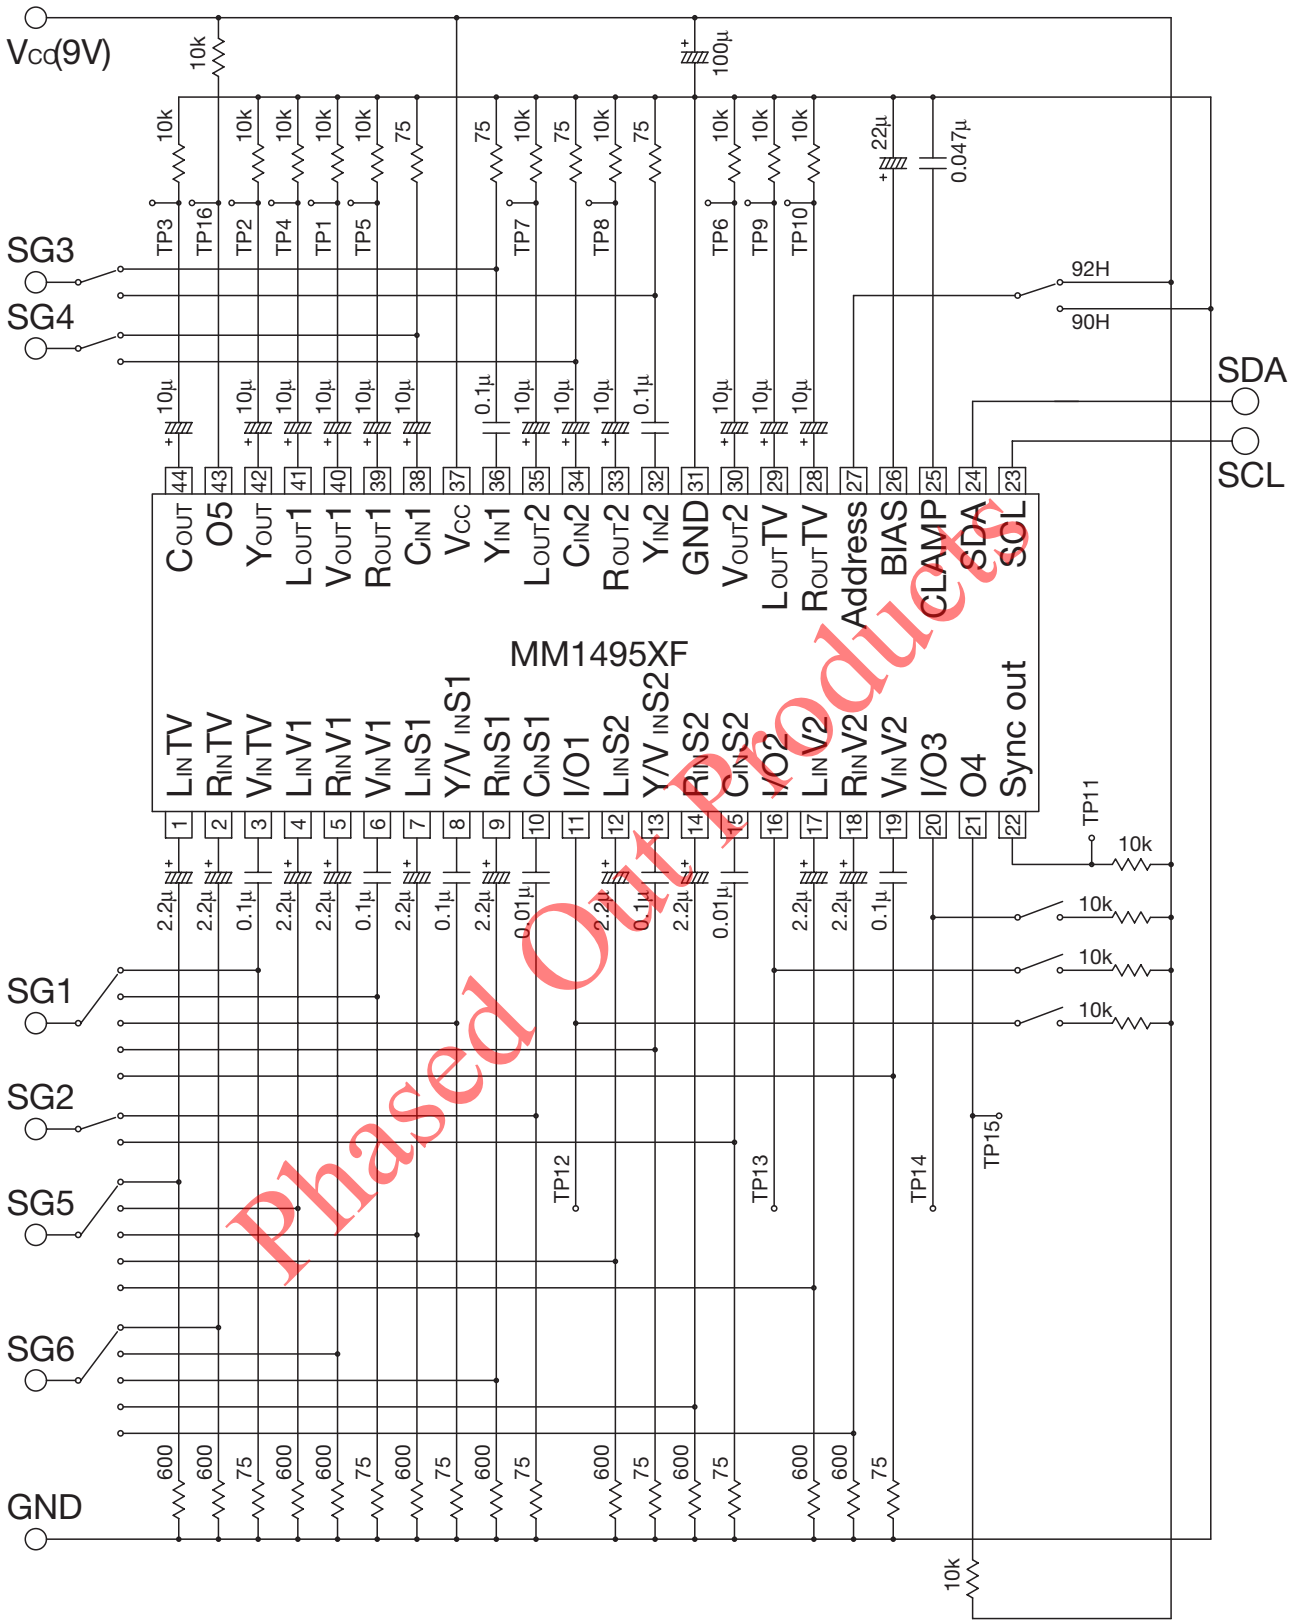 Vcc(9V)
10k
100μ
10k
10k
10k
10k
10k
75
75
10k
75
10k
75
10k
10k
10k
22μ
0.047μ
TP3
TP16
TP2
TP4
TP1
TP5
TP7
TP8
TP6
TP9
TP10
SG3
SG4
92H
90H
SDA
SCL
10μ
10μ
10μ
10μ
10μ
10μ
0.1μ
10μ
10μ
10μ
0.1μ
10μ
10μ
10μ
44 43 42 41 40 39 38 37 36 35 34 33 32 31 30 29 28 27 26 25 24 23
COUT
O5
YOUT
LOUT1
VOUT1
ROUT1
CIN1
VCC
YIN1
LOUT2
CIN2
ROUT2
YIN2
GND
VOUT2
LOUTTV
ROUTTV
Address
BIAS
CLAMP
SDA
SCL
MM1495XF
LINTV
RINTV
VINTV
LINV1
RINV1
VINV1
LINS1
Y/VINS1
RINS1
CINS1
I/O1
LINS2
Y/VINS2
RINS2
CINS2
I/O2
LINV2
RINV2
VINV2
I/O3
O4
Sync out
1 2 3 4 5 6 7 8 9 10 11 12 13 14 15 16 17 18 19 20 21 22
TP11
10k
2.2μ
2.2μ
0.1μ
2.2μ
2.2μ
0.1μ
2.2μ
0.1μ
2.2μ
0.01μ
2.2μ
0.1μ
2.2μ
0.01μ
2.2μ
2.2μ
0.1μ
10k
10k
10k
SG1
SG2
SG5
SG6
TP12
TP13
TP14
TP15
600
600
75
600
600
75
600
75
600
75
600
75
600
75
600
600
75
GND
10k
Phased Out Products